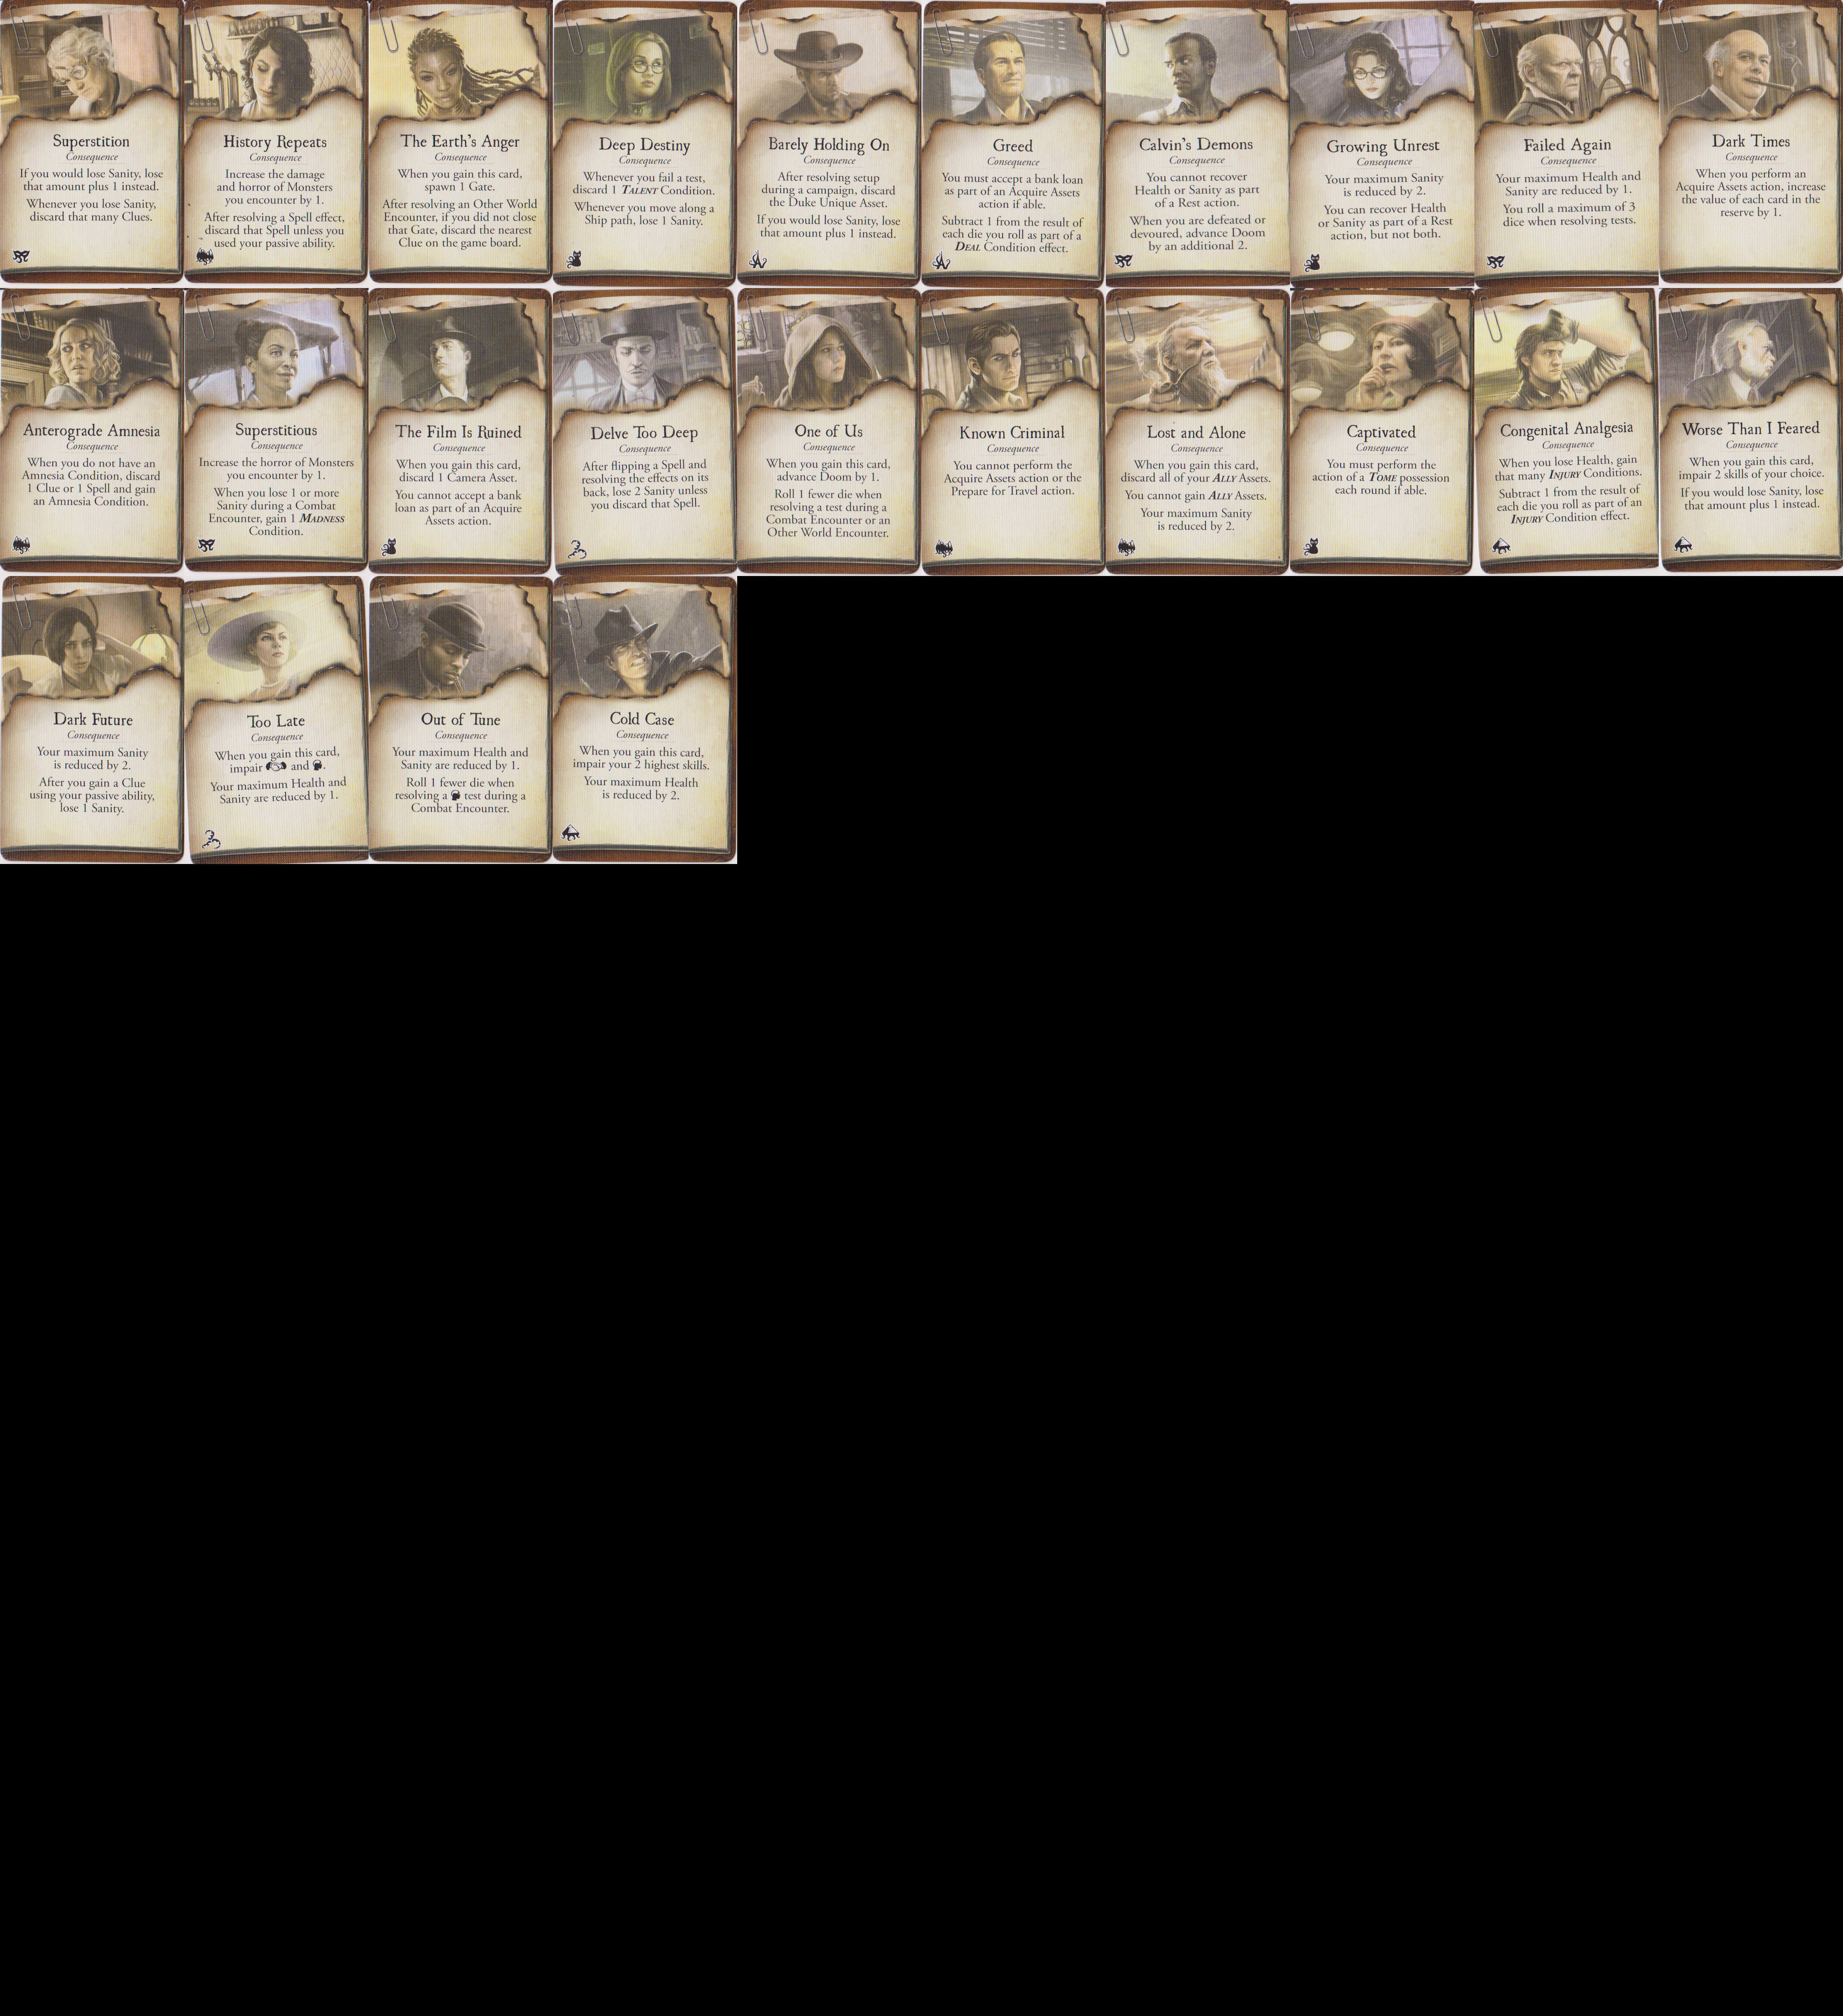 Superstition
Consequence
If you would lose Sanity, lose
that amount plus 1 instead.
Whenever you lose Sanity,
discard that many Clues.
History Repeats
Consequence
Increase the damage
and horror of Monsters
you encounter by 1.
After resolving a Spell effect,
discard that Spell unless you
used your passive ability.
The Earth's Anger
Consequence
When you gain this card,
spawn 1 Gate.
After resolving an Other World
Encounter, if you did not close
that Gate, discard the nearest
Clue on the game board.
Deep Destiny
Consequence
Whenever you fail a test,
discard 1 TALENT Condition.
Whenever you move along a
Ship path, lose 1 Sanity.
Barely Holding On
Consequence
After resolving setup
during a campaign, discard
the Duke Unique Asset.
If you would lose Sanity, lose
that amount plus 1 instead.
Greed
Consequence
You must accept a bank loan
as part of an Acquire Assets
action if able.
Subtract 1 from the result of
each die you roll as part of a
DEAL Condition effect.
Calvin's Demons
Consequence
You cannot recover
Health or Sanity as part
of a Rest action.
When you are defeated or
devoured, advance Doom
by an additional 2.
Growing Unrest
Consequence
Your maximum Sanity
is reduced by 2.
You can recover Health
or Sanity as part of a Rest
action, but not both.
Failed Again
Consequence
Your maximum Health and
Sanity are reduced by 1.
You roll a maximum of 3
dice when resolving tests.
Dark Times
Consequence
When you perform an
Acquire Assets action, increase
the value of each card in the
reserve by 1.
Anterograde Amnesia
Consequence
When you do not have an
Amnesia Condition, discard
1 Clue or 1 Spell and gain
an Amnesia Condition.
Superstitious
Consequence
Increase the horror of Monsters
you encounter by 1.
When you lose 1 or more
Sanity during a Combat
Encounter, gain 1 MADNESS
Condition.
The Film Is Ruined
Consequence
When you gain this card,
discard 1 Camera Asset.
You cannot accept a bank
loan as part of an Acquire
Assets action.
Delve Too Deep
Consequence
After flipping a Spell and
resolving the effects on its
back, lose 2 Sanity unless
you discard that Spell.
One of Us
Consequence
When you gain this card,
advance Doom by 1.
Roll 1 fewer die when
resolving a test during a
Combat Encounter or an
Other World Encounter.
Known Criminal
Consequence
You cannot perform the
Acquire Assets action or the
Prepare for Travel action.
Lost and Alone
Consequence
When you gain this card,
discard all of your ALLY Assets.
You cannot gain ALLY Assets.
Your maximum Sanity
is reduced by 2.
Captivated
Consequence
You must perform the
action of a TOME possession
each round if able.
Congenital Analgesia
Consequence
When you lose Health, gain
that many INJURY Conditions.
Subtract 1 from the result of
each die you roll as part of an
INJURY Condition effect.
Worse Than I Feared
Consequence
When you gain this card,
impair 2 skills of your choice.
If you would lose Sanity, lose
that amount plus 1 instead.
Dark Future
Consequence
Your maximum Sanity
is reduced by 2.
After you gain a Clue
using your passive ability,
lose 1 Sanity.
Too Late
Consequence
When you gain this card,
impair and .
Your maximum Health and
Sanity are reduced by 1.
Out of Tune
Consequence
Your maximum Health and
Sanity are reduced by 1.
Roll 1 fewer die when
resolving a test during a
Combat Encounter.
Cold Case
Consequence
When you gain this card,
impair your 2 highest skills.
Your maximum Health
is reduced by 2.